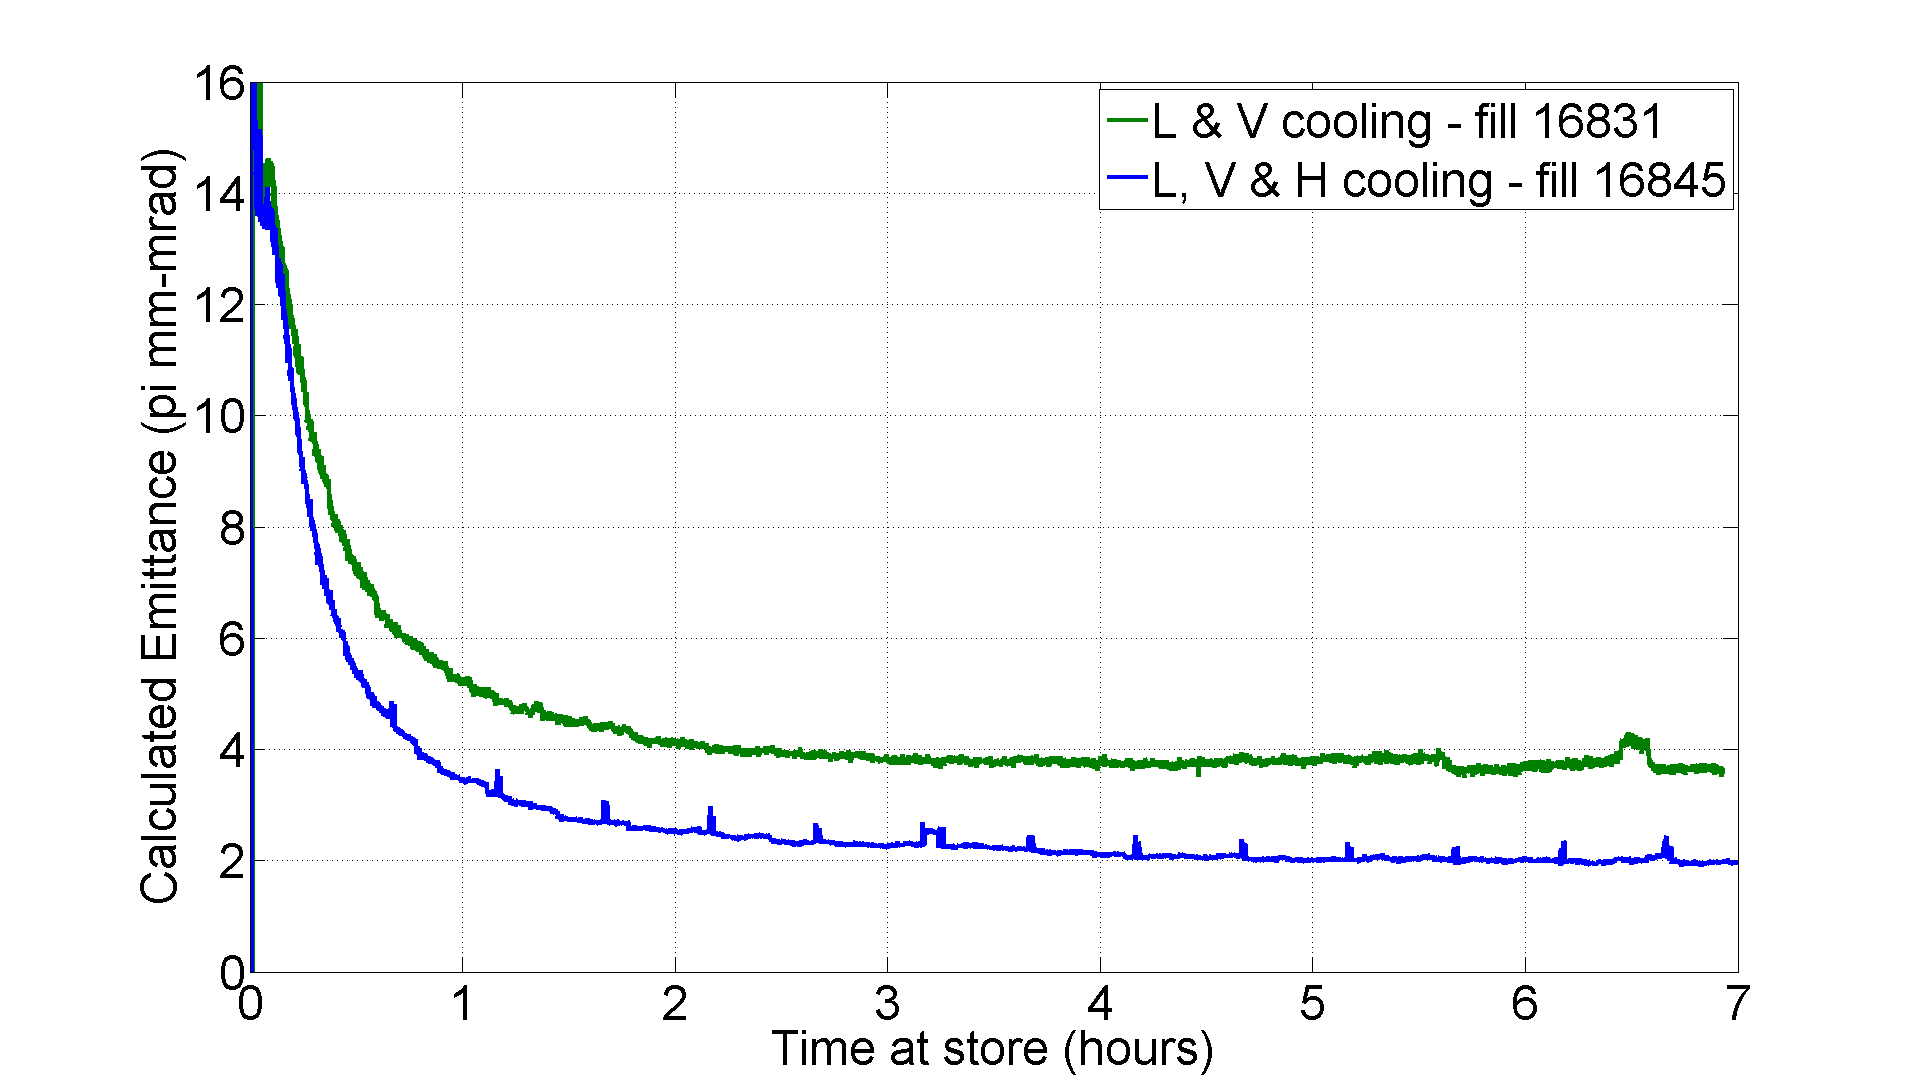 16
14
12
10
8
6
4
2
0
Calculated Emittance (pi mm-mrad)
L & V cooling - fill 16831
L, V & H cooling - fill 16845
0 1 2 3 4 5 6 7
Time at store (hours)